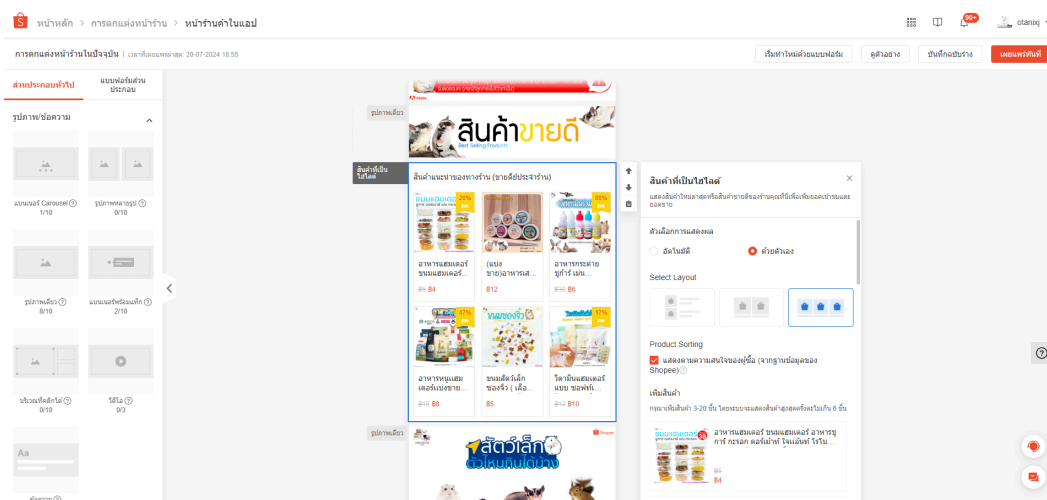 หน้าหลัก > การตกแต่งหน้าร้าน > หน้าร้านค้าในแอป
99+
otanixj
การตกแต่งหน้าร้านในปัจจุบัน | เวลาที่เผยแพร่ล่าสุด: 20-07-2024 18:55
เริ่มทำใหม่ด้วยแบบฟอร์ม
ดูตัวอย่าง
บันทึกฉบับร่าง
เผยแพร่ทันที
ส่วนประกอบทั่วไป
แบบฟอร์มส่วนประกอบ
รูปภาพ/ข้อความ
แบนเนอร์ Carousel
1/10
รูปภาพหลายรูป
0/10
รูปภาพเดี่ยว
8/10
แบนเนอร์พร้อมแท็ก
2/10
บริเวณที่คลิกได้
0/10
วิดีโอ
0/3
Aa
ข้อความ
รูปภาพเดี่ยว
สินค้าขายดี
Best Selling Products
สินค้าที่เป็นไฮไลต์
สินค้าแนะนำของทางร้าน (ขายดีประจำร้าน)
20%
80%
อาหารแฮมเตอร์
ขนมแฮมเตอร์...
฿5 ฿4
(แบ่ง
ขาย)อาหารเส...
฿12
อาหารกระต่าย
ชูการ์ เม่น...
฿30 ฿6
47%
ขนมของจิ๋ว
17%
อาหารหนูแฮม
เตอร์แบ่งขาย...
฿15 ฿8
ขนมสัตว์เล็ก
ของจิ๋ว ( เลือ...
฿5
วิตามินแฮมเตอร์
แบบ ซอฟท์เ...
฿12 ฿10
รูปภาพเดี่ยว
Shopee
สัตว์เล็ก
ตัวไหนกินได้บ้าง
สินค้าที่เป็นไฮไลต์
แสดงสินค้าใหม่ล่าสุดหรือสินค้าขายดีของร้านคุณที่นี่เพื่อเพิ่มยอดเข้าชมและ
ยอดขาย
ตัวเลือกการแสดงผล
อัตโนมัติ
ด้วยตัวเอง
Select Layout
Product Sorting
แสดงตามความสนใจของผู้ซื้อ (จากฐานข้อมูลของ
Shopee)
เพิ่มสินค้า
กรุณาเพิ่มสินค้า 3-20 ชิ้น โดยระบบจะแสดงสินค้าสูงสุดครั้งละไม่เกิน 6 ชิ้น
อาหารแฮมเตอร์ ขนมแฮมเตอร์ อาหารชู
การ์ กระรอก ดอร์เม้าท์ ใจแอ้นท์ โรโบ...
฿5
฿4